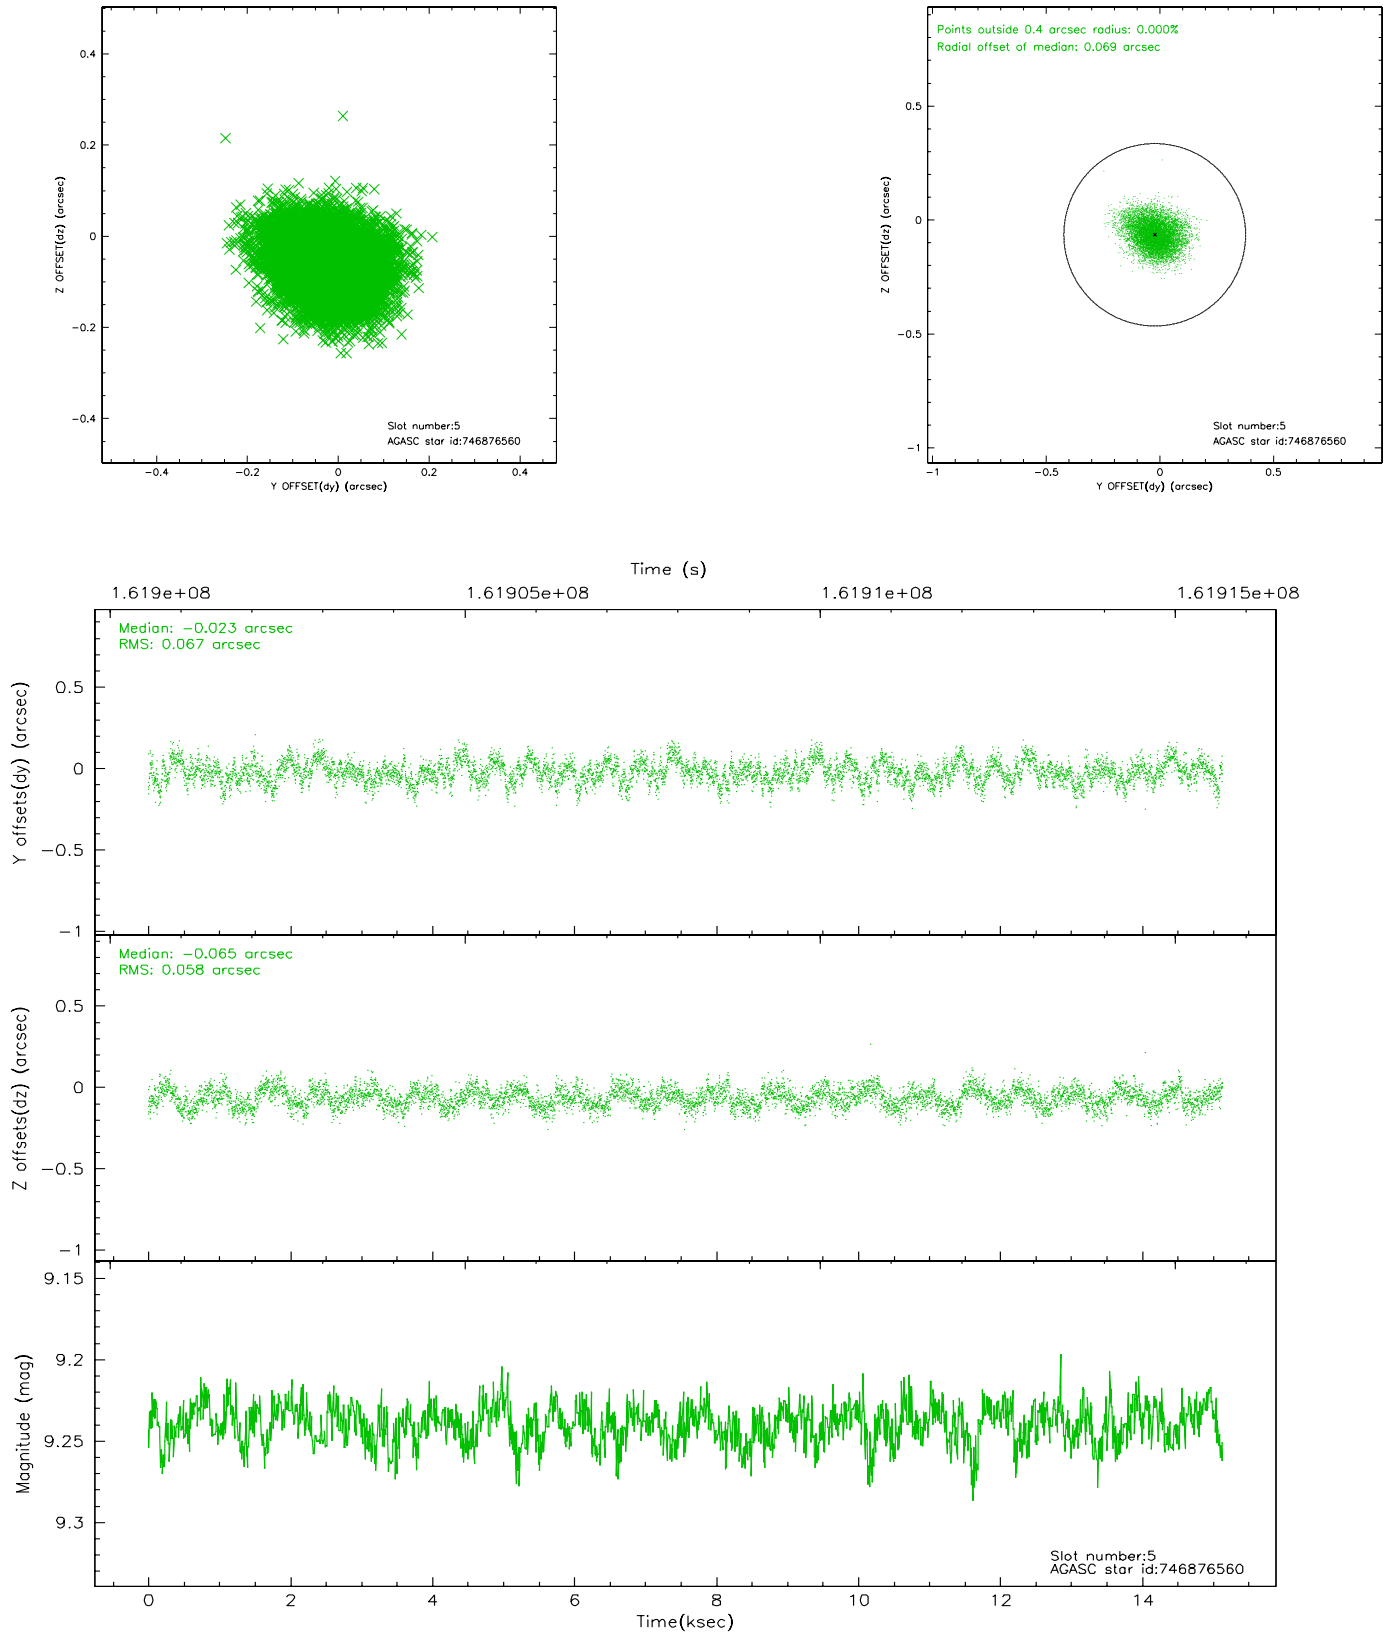 0.4
0.2
0
−0.2
−0.4
Z OFFSET(dz) (arcsec)
Slot number:5
AGASC star id:746876560
−0.4 −0.2 0 0.2 0.4
Y OFFSET(dy) (arcsec)
Points outside 0.4 arcsec radius: 0.000%
Radial offset of median: 0.069 arcsec
0.5
0
−0.5
−1
Z OFFSET(dz) (arcsec)
Slot number:5
AGASC star id:746876560
−1 −0.5 0 0.5
Y OFFSET(dy) (arcsec)
Time (s)
1.619e+08 1.61905e+08 1.6191e+08 1.61915e+08
Median: −0.023 arcsec
RMS: 0.067 arcsec
0.5
0
−0.5
−1
Y offsets(dy) (arcsec)
Median: −0.065 arcsec
RMS: 0.058 arcsec
0.5
0
−0.5
−1
Z offsets(dz) (arcsec)
9.15
9.2
9.25
9.3
Magnitude (mag)
Slot number:5
AGASC star id:746876560
0 2 4 6 8 10 12 14
Time(ksec)